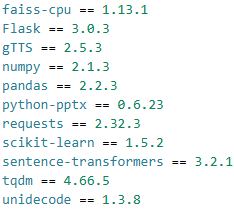 faiss-cpu == 1.13.1
Flask == 3.0.3
gTTS == 2.5.3
numpy == 2.1.3
pandas == 2.2.3
python-pptx == 0.6.23
requests == 2.32.3
scikit-learn == 1.5.2
sentence-transformers == 3.2.1
tqdm == 4.66.5
unidecode == 1.3.8